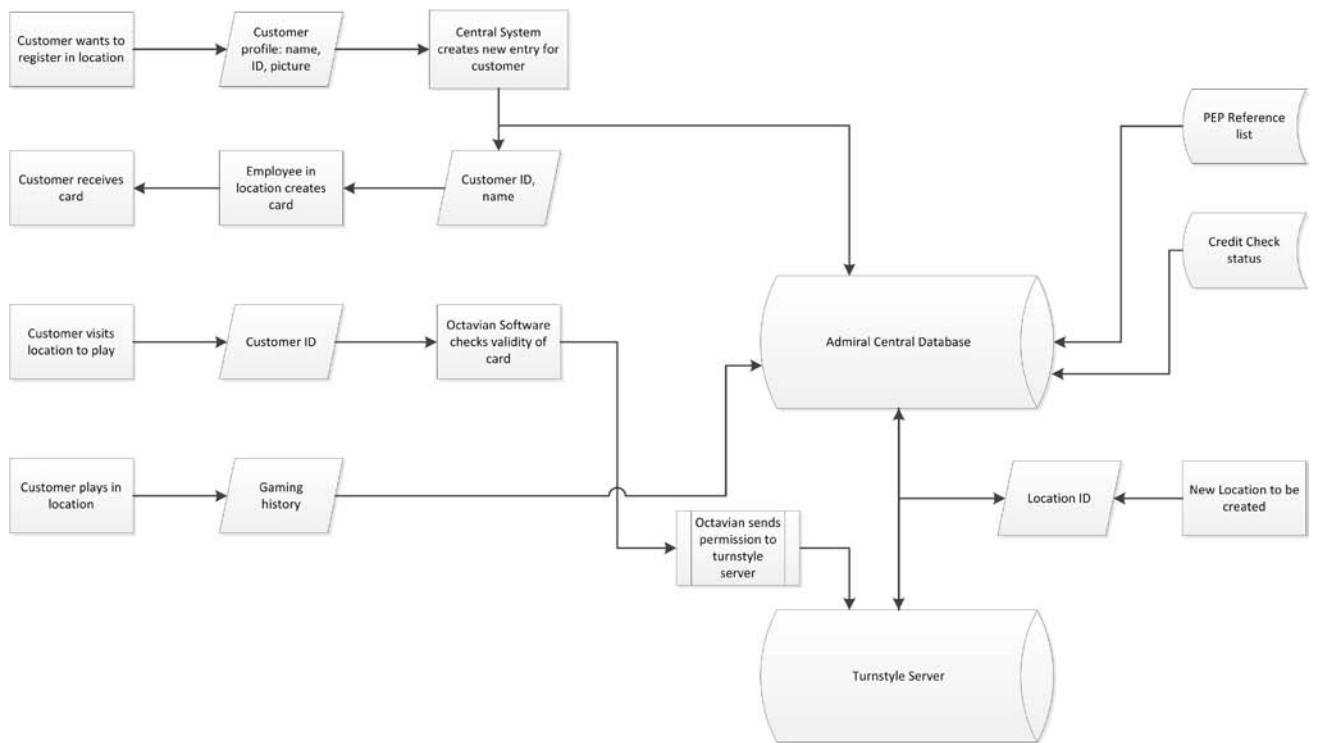 Customer wants to
register in location
Customer
profile: name,
ID, picture
Central System
creates new entry for
customer
PEP Reference
list
Customer receives
card
Employee in
location creates
card
Customer ID,
name
Credit Check
status
Customer visits
location to play
Customer ID
Octavian Software
checks validity of
card
Admiral Central Database
Customer plays in
location
Gaming
history
Location ID
New Location to be
created
Octavian sends
permission to
turnstyle
server
Turnstyle Server